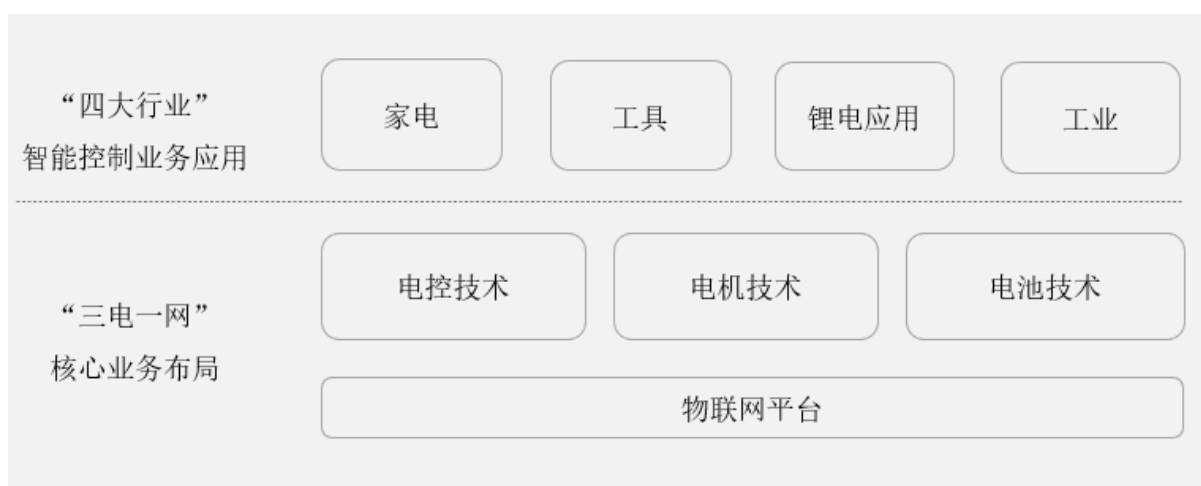 “四大行业”
智能控制业务应用
家电
工具
锂电应用
工业
“三电一网”
核心业务布局
电控技术
电机技术
电池技术
物联网平台